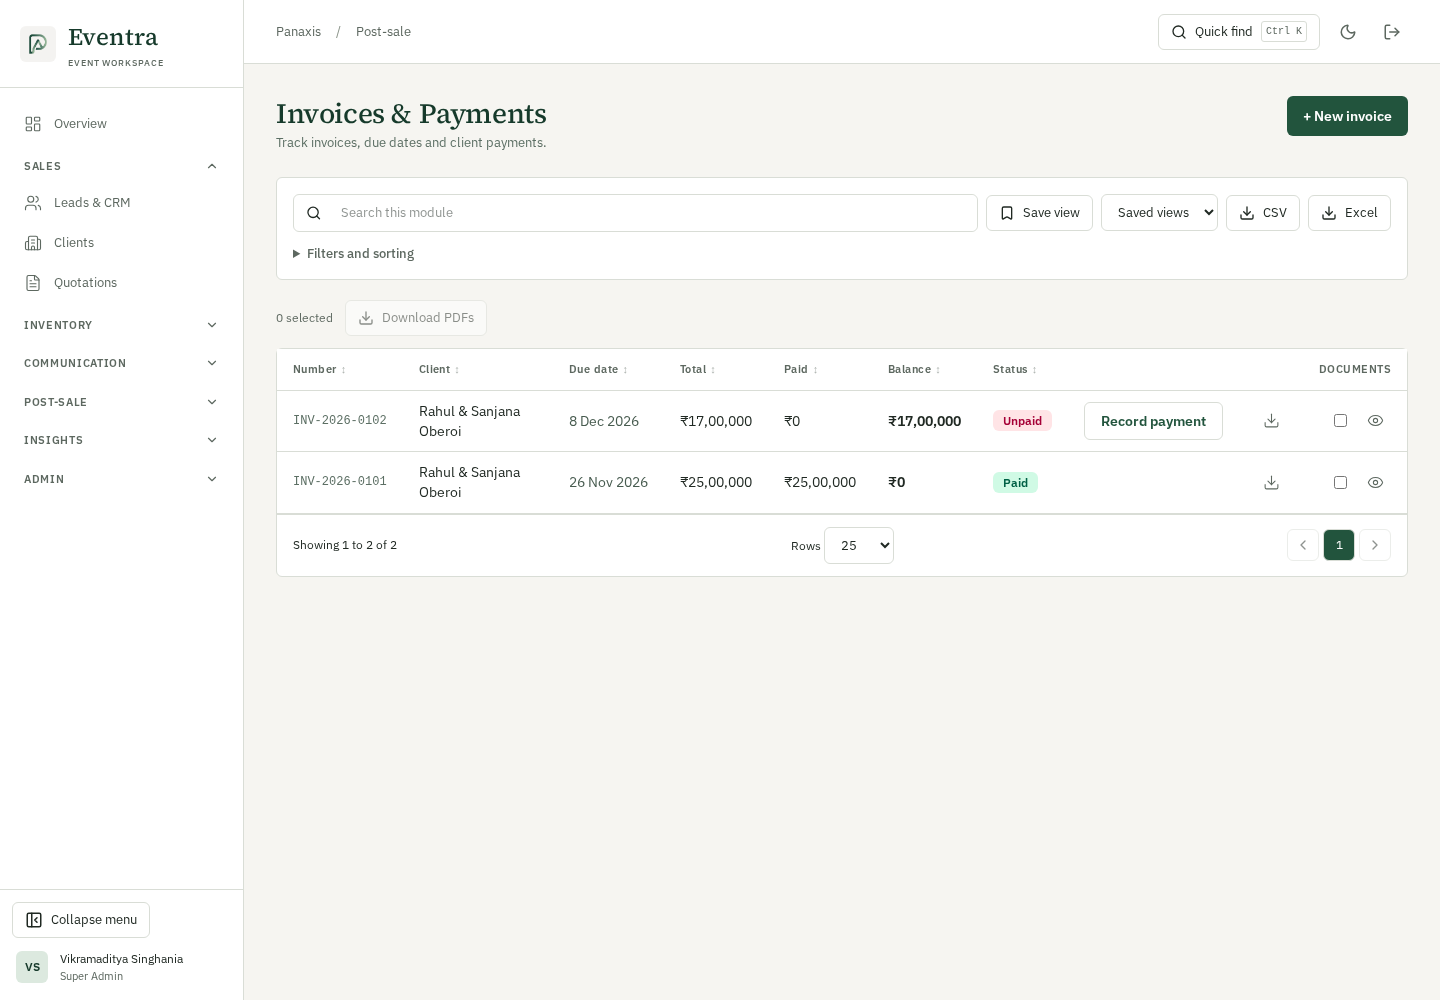 Eventra
EVENT WORKSPACE
Overview
SALES
Leads & CRM
Clients
Quotations
INVENTORY
COMMUNICATION
POST-SALE
INSIGHTS
ADMIN
Collapse menu
VS
Vikramaditya Singhania
Super Admin
Panaxis / Post-sale
Quick find Ctrl K
Invoices & Payments
Track invoices, due dates and client payments.
+ New invoice
Search this module
Save view
Saved views
CSV
Excel
Filters and sorting
0 selected
Download PDFs
Number Client Due date Total Paid Balance Status DOCUMENTS
INV-2026-0102 Rahul & Sanjana Oberoi 8 Dec 2026 ₹17,00,000 ₹0 ₹17,00,000 Unpaid Record payment
INV-2026-0101 Rahul & Sanjana Oberoi 26 Nov 2026 ₹25,00,000 ₹25,00,000 ₹0 Paid
Showing 1 to 2 of 2
Rows 25
1